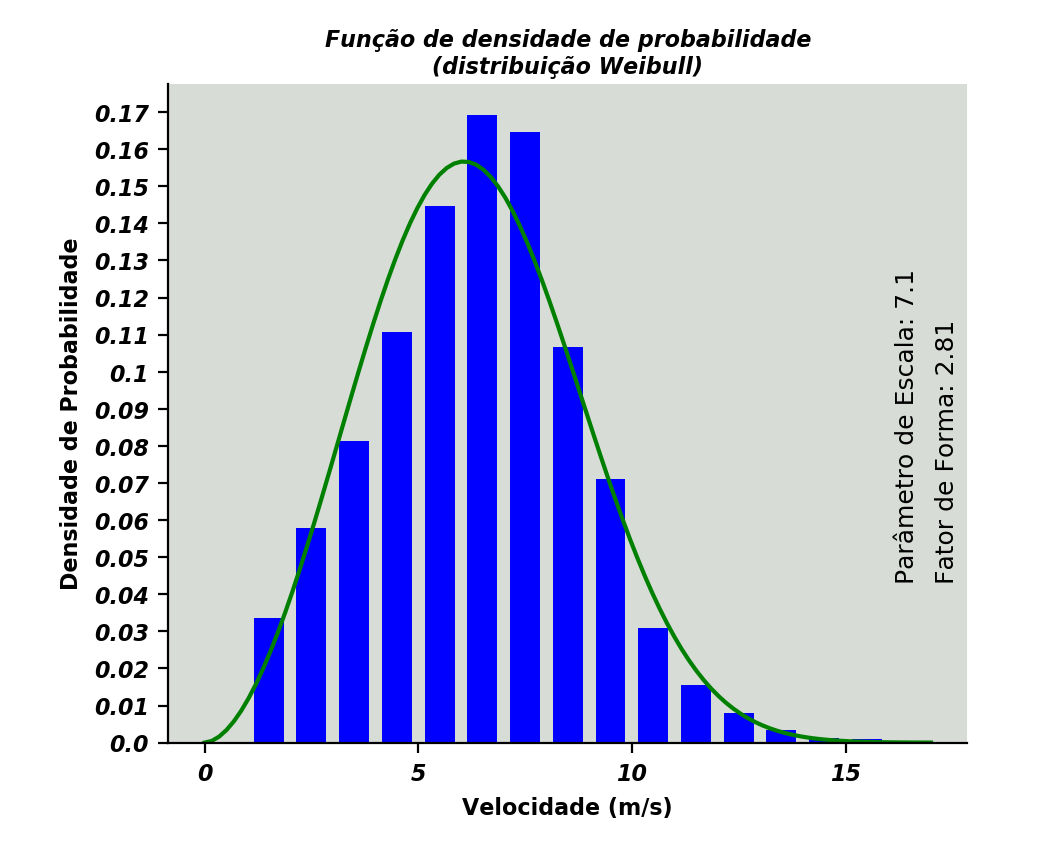 Função de densidade de probabilidade
(distribuição Weibull)
0.17
0.16
0.15
0.14
0.13
0.12
0.11
0.1
0.09
0.08
0.07
0.06
0.05
0.04
0.03
0.02
0.01
0.0
Densidade de Probabilidade
0 5 10 15
Velocidade (m/s)
Parâmetro de Escala: 7.1
Fator de Forma: 2.81